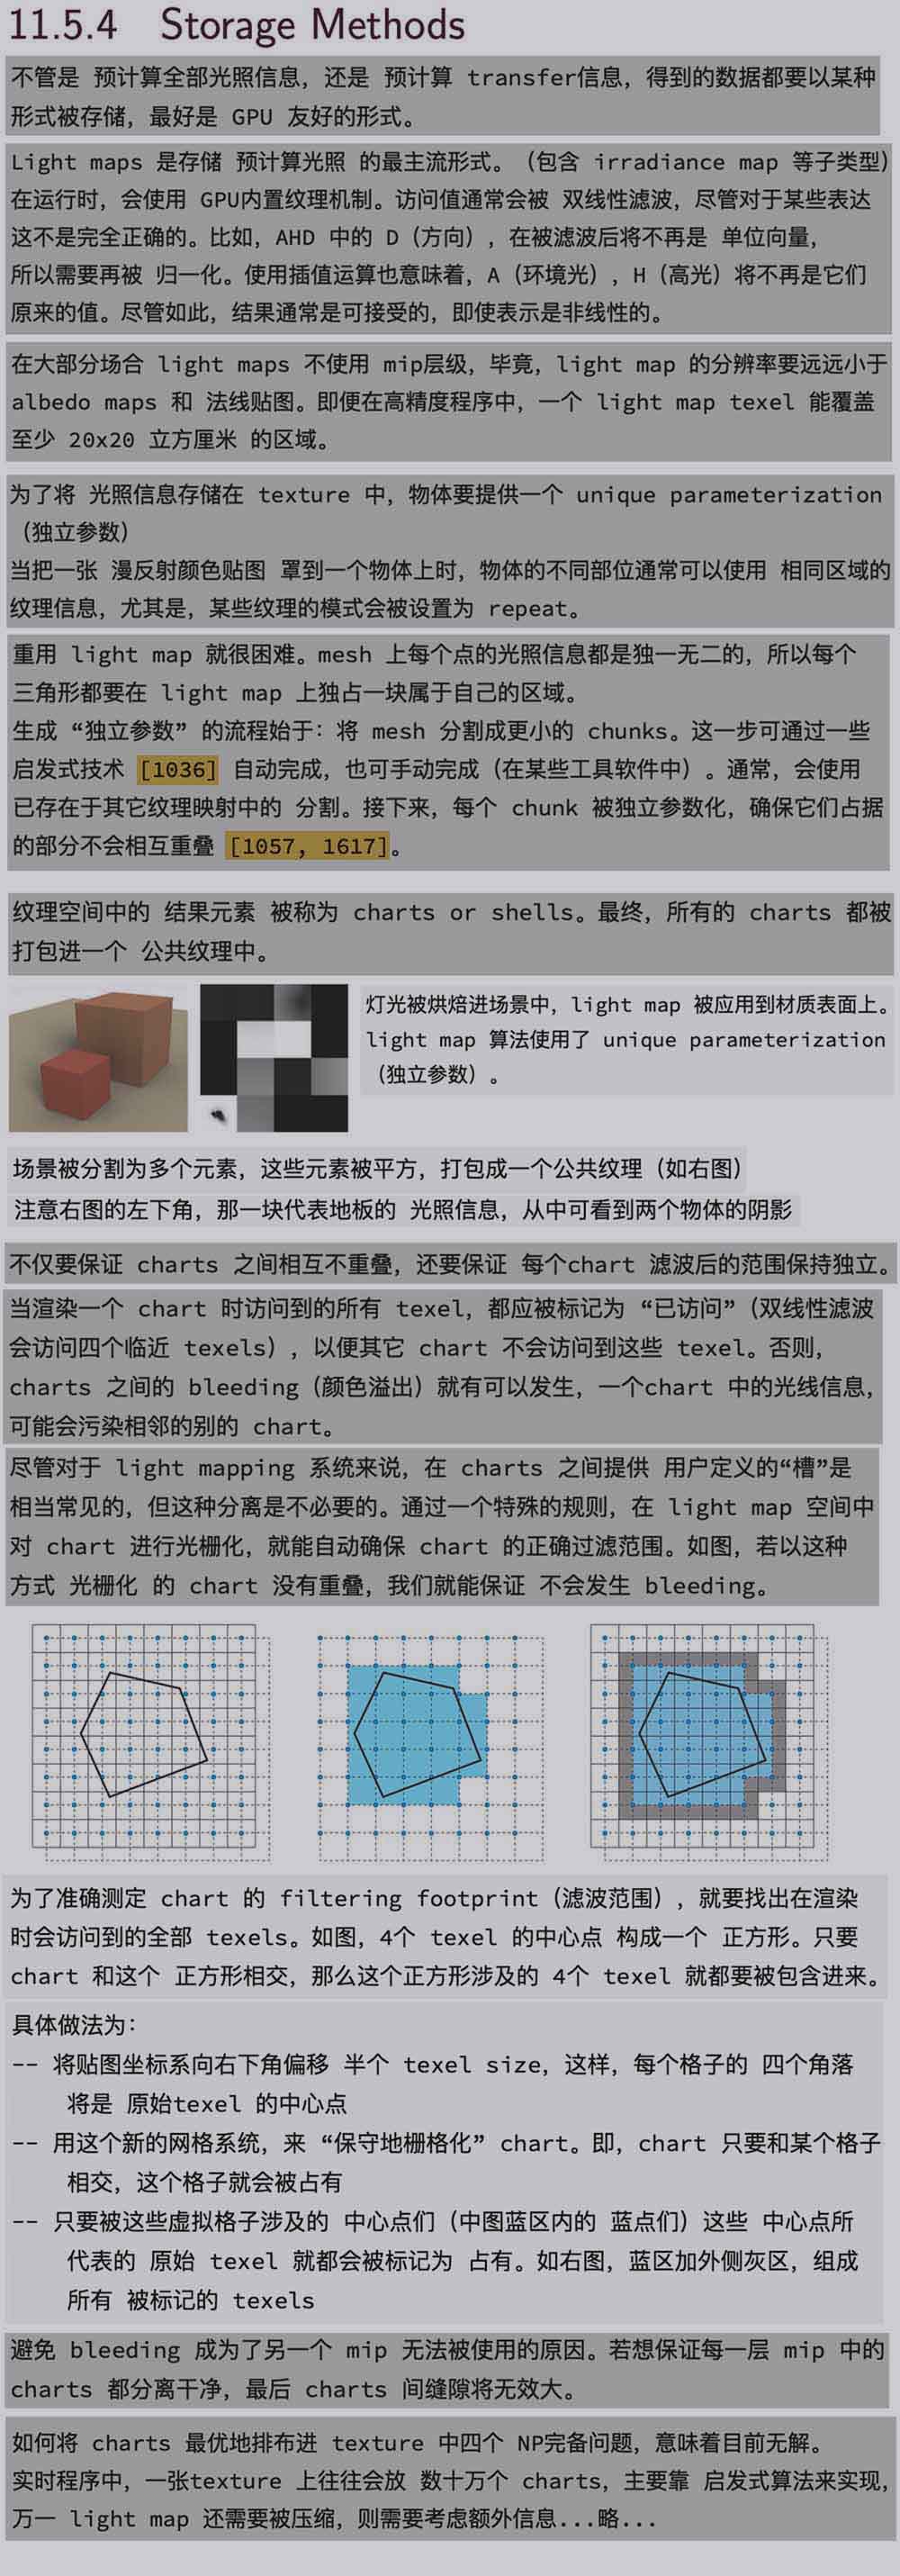 11.5.4 Storage Methods
不管是 预计算全部光照信息，还是 预计算 transfer信息，得到的数据都要以某种
形式被存储，最好是 GPU 友好的形式。
Light maps 是存储 预计算光照 的最主流形式。（包含 irradiance map 等子类型）
在运行时，会使用 GPU内置纹理机制。访问值通常会被 双线性滤波，尽管对于某些表达
这不是完全正确的。比如，AHD 中的 D（方向），在被滤波后将不再是 单位向量，
所以需要再被 归一化。使用插值运算也意味着，A（环境光），H（高光）将不再是它们
原来的值。尽管如此，结果通常是可接受的，即使表示是非线性的。
在大部分场合 light maps 不使用 mip层级，毕竟，light map 的分辨率要远远小于
albedo maps 和 法线贴图。即便在高精度程序中，一个 light map texel 能覆盖
至少 20x20 立方厘米 的区域。
为了将 光照信息存储在 texture 中，物体要提供一个 unique parameterization
（独立参数）
当把一张 漫反射颜色贴图 罩到一个物体上时，物体的不同部位通常可以使用 相同区域的
纹理信息，尤其是，某些纹理的模式会被设置为 repeat。
重用 light map 就很困难。mesh 上每个点的光照信息都是独一无二的，所以每个
三角形都要在 light map 上独占一块属于自己的区域。
生成 “独立参数” 的流程始于：将 mesh 分割成更小的 chunks。这一步可通过一些
启发式技术 [1036] 自动完成，也可手动完成（在某些工具软件中）。通常，会使用
已存在于其它纹理映射中的 分割。接下来，每个 chunk 被独立参数化，确保它们占据
的部分不会相互重叠 [1057, 1617]。
纹理空间中的 结果元素 被称为 charts or shells。最终，所有的 charts 都被
打包进一个 公共纹理中。
灯光被烘焙进场景中，light map 被应用到材质表面上。
light map 算法使用了 unique parameterization
（独立参数）。
场景被分割为多个元素，这些元素被平方，打包成一个公共纹理（如右图）
注意右图的左下角，那一块代表地板的 光照信息，从中可看到两个物体的阴影
不仅要保证 charts 之间相互不重叠，还要保证 每个chart 滤波后的范围保持独立。
当渲染一个 chart 时访问到的所有 texel，都应被标记为 “已访问”（双线性滤波
会访问四个临近 texels），以便其它 chart 不会访问到这些 texel。否则，
charts 之间的 bleeding（颜色溢出）就有可以发生，一个chart 中的光线信息，
可能会污染相邻的别的 chart。
尽管对于 light mapping 系统来说，在 charts 之间提供 用户定义的“槽”是
相当常见的，但这种分离是不必要的。通过一个特殊的规则，在 light map 空间中
对 chart 进行光栅化，就能自动确保 chart 的正确过滤范围。如图，若以这种
方式 光栅化 的 chart 没有重叠，我们就能保证 不会发生 bleeding。
为了准确测定 chart 的 filtering footprint（滤波范围），就要找出在渲染
时会访问到的全部 texels。如图，4个 texel 的中心点 构成一个 正方形。只要
chart 和这个 正方形相交，那么这个正方形涉及的 4个 texel 就都要被包含进来。
具体做法为：
-- 将贴图坐标系向右下角偏移 半个 texel size，这样，每个格子的 四个角落
将是 原始texel 的中心点
-- 用这个新的网格系统，来 “保守地栅格化” chart。即，chart 只要和某个格子
相交，这个格子就会被占有
-- 只要被这些虚拟格子涉及的 中心点们（中图蓝区内的 蓝点们）这些 中心点所
代表的 原始 texel 就都会被标记为 占有。如右图，蓝区加外侧灰区，组成
所有 被标记的 texels
避免 bleeding 成为了另一个 mip 无法被使用的原因。若想保证每一层 mip 中的
charts 都分离干净，最后 charts 间缝隙将无效大。
如何将 charts 最优地排布进 texture 中四个 NP完备问题，意味着目前无解。
实时程序中，一张texture 上往往会放 数十万个 charts，主要靠 启发式算法来实现，
万一 light map 还需要被压缩，则需要考虑额外信息...略...